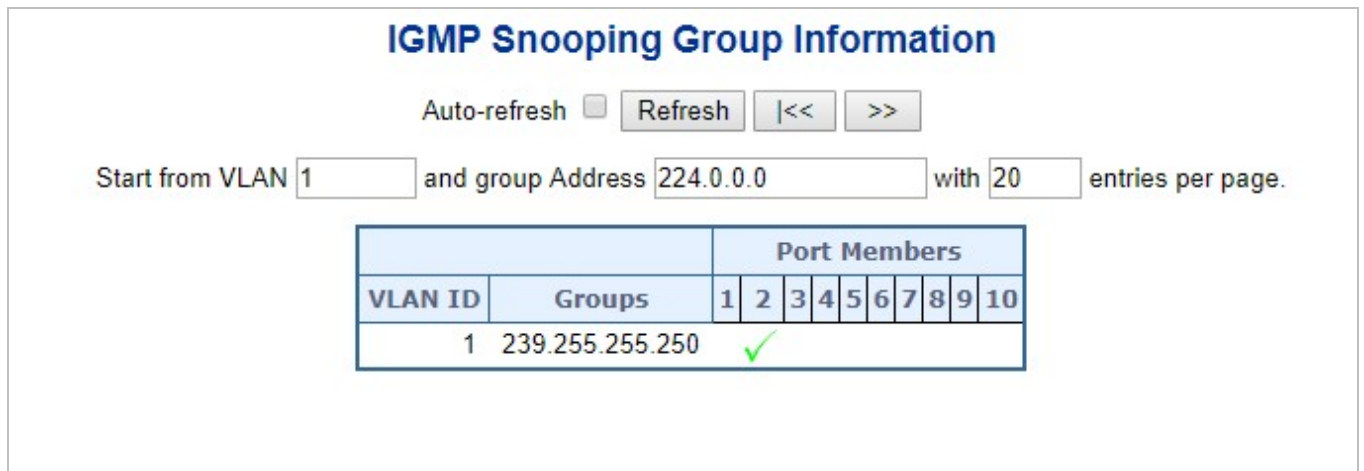 IGMP Snooping Group Information
Auto-refresh Refresh |<< >>
Start from VLAN 1 and group Address 224.0.0.0 with 20 entries per page.
Port Members
VLAN ID Groups 1 2 3 4 5 6 7 8 9 10
1 239.255.255.250